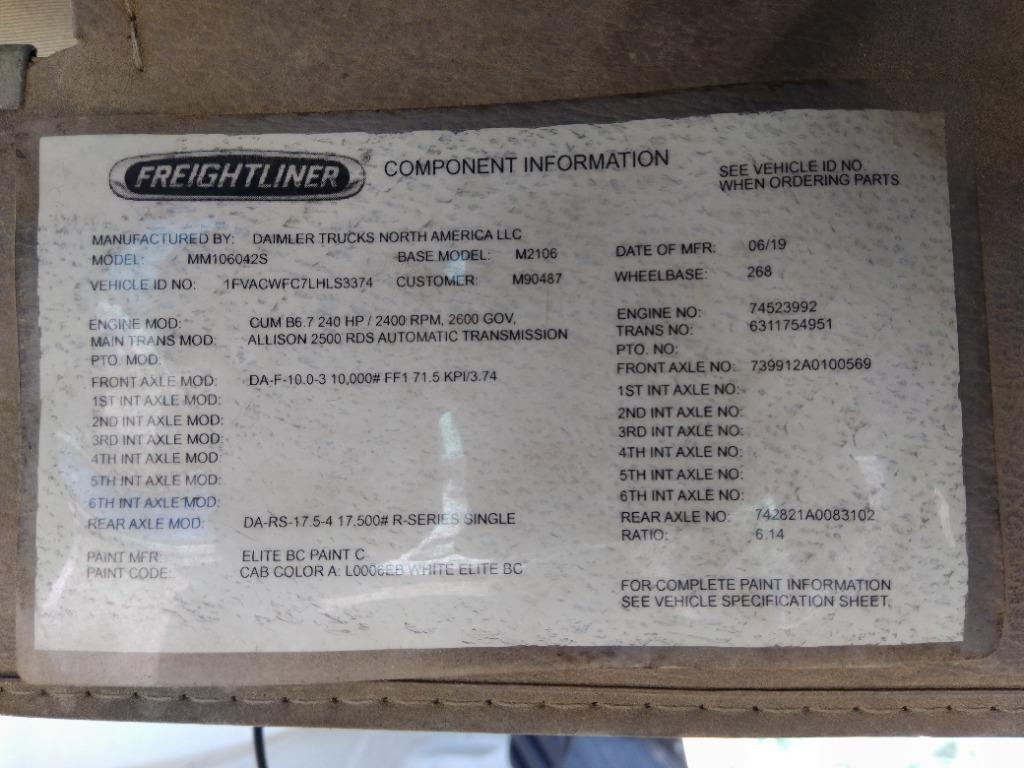 FREIGHTLINER® COMPONENT INFORMATION
SEE VEHICLE ID NO.
WHEN ORDERING PARTS
MANUFACTURED BY: DAIMLER TRUCKS NORTH AMERICA LLC
MODEL: MM106042S BASE MODEL: M2106 DATE OF MFR: 06/19
VEHICLE ID NO: 1FVACWFC7LHLS3374 CUSTOMER: M90487 WHEELBASE: 268
ENGINE MOD: CUM B6.7 240 HP / 2400 RPM, 2600 GOV, ENGINE NO: 74523992
MAIN TRANS MOD: ALLISON 2500 RDS AUTOMATIC TRANSMISSION TRANS NO: 6311754951
PTO. MOD: PTO. NO:
FRONT AXLE MOD: DA-F-10.0-3 10,000# FF1 71.5 KPI/3.74 FRONT AXLE NO: 739912A0100569
1ST INT AXLE MOD: 1ST INT AXLE NO:
2ND INT AXLE MOD: 2ND INT AXLE NO:
3RD INT AXLE MOD: 3RD INT AXLE NO:
4TH INT AXLE MOD: 4TH INT AXLE NO:
5TH INT AXLE MOD: 5TH INT AXLE NO:
6TH INT AXLE MOD: 6TH INT AXLE NO:
REAR AXLE MOD: DA-RS-17.5-4 17,500# R-SERIES SINGLE REAR AXLE NO: 742821A0083102
RATIO: 6.14
PAINT MFR: ELITE BC PAINT C
PAINT CODE: CAB COLOR A: L0006EB WHITE ELITE BC
FOR COMPLETE PAINT INFORMATION
SEE VEHICLE SPECIFICATION SHEET.